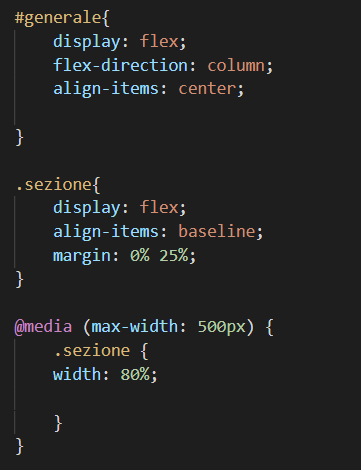 #generale{
    display: flex;
    flex-direction: column;
    align-items: center;

}

.sezione{
    display: flex;
    align-items: baseline;
    margin: 0% 25%;
}

@media (max-width: 500px) {
    .sezione {
    width: 80%;

    }
}